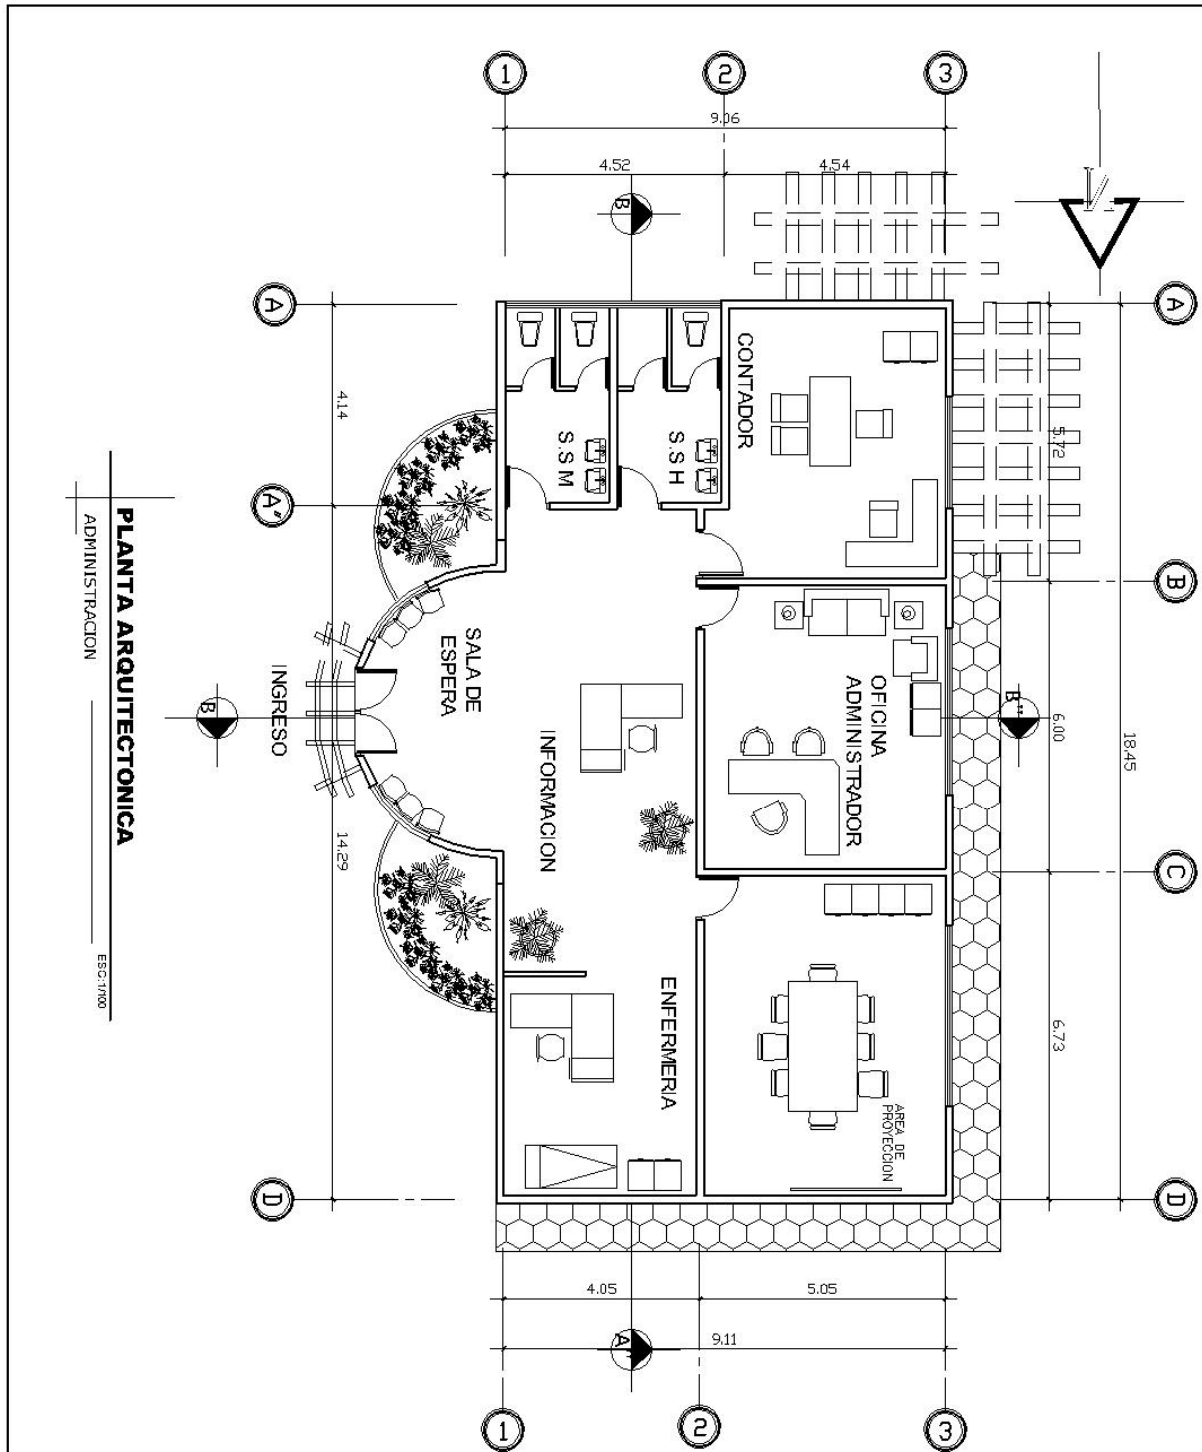 1
2
3
9.06
4.52
4.54
N
B
A
A
4.14
5.72
CONTADOR
S.S M
S.S H
A'
B
SALA DE
ESPERA
INGRESO
INFORMACION
OFICINA
ADMINISTRADOR
B
B"
6.00
18.45
14.29
C
ENFERMERIA
6.73
AREA DE
PROYECCION
D
D
4.05
5.05
9.11
A
1
2
3
PLANTA ARQUITECTONICA
ADMINISTRACION
ESC:1/100